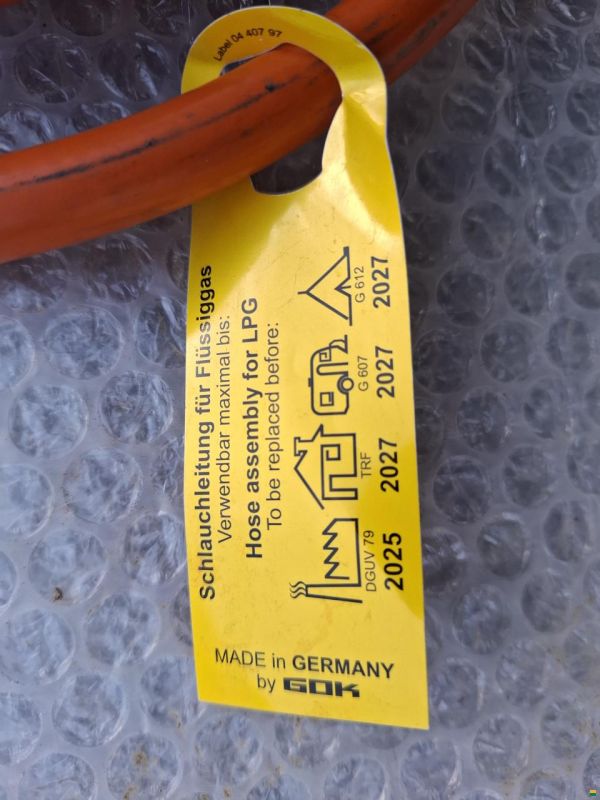 Label 04 407 97
Schlauchleitung für Flüssiggas
Verwendbar maximal bis:
Hose assembly for LPG
To be replaced before:
DGUV 79
2025
TRF
2027
G 607
2027
G 612
2027
MADE in GERMANY
by GOK